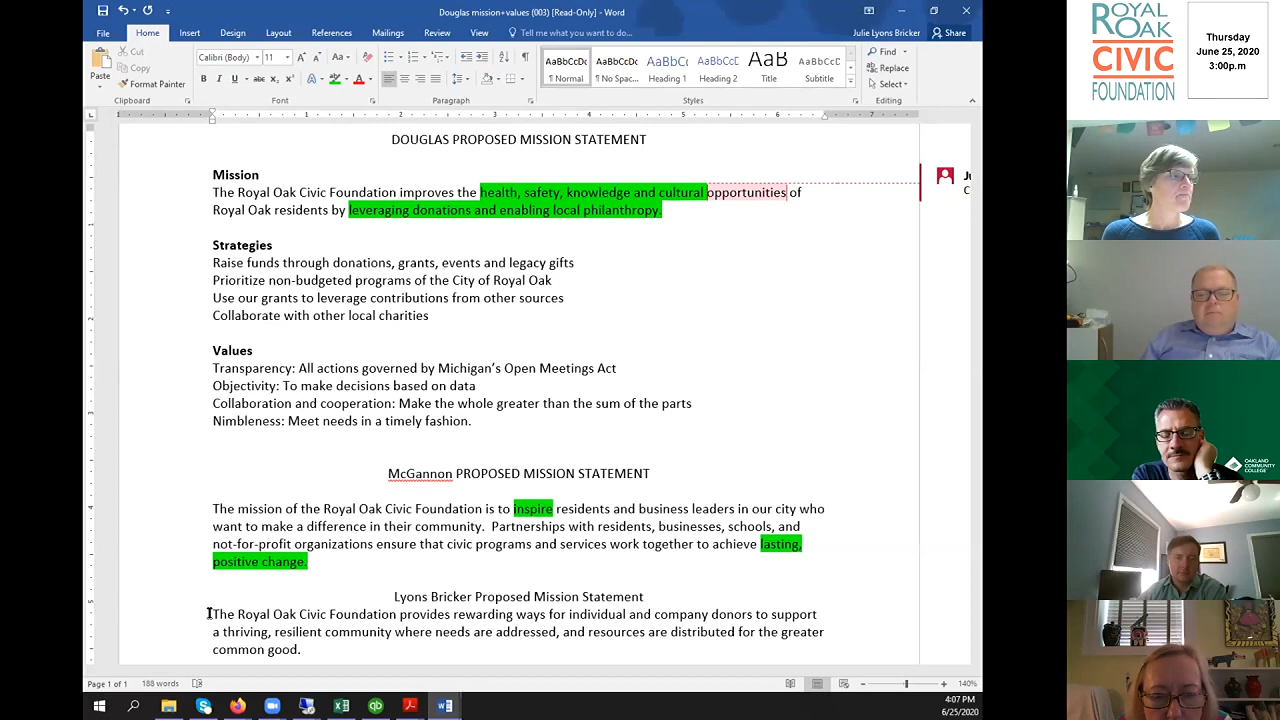 Douglas mission+values (003) [Read-Only] - Word
File Home Insert Design Layout References Mailings Review View Tell me what you want to do... Julie Lyons Bricker Share
Paste Cut Copy Format Painter Clipboard
Calibri (Body) 11 Font
Paragraph
AaBbCcDc AaBbCcDc AaBbCc AaBbCcC AaB AaBbCcC
¶ Normal ¶ No Spac... Heading 1 Heading 2 Title Subtitle Styles
Find Replace Select Editing
DOUGLAS PROPOSED MISSION STATEMENT
Mission
The Royal Oak Civic Foundation improves the health, safety, knowledge and cultural opportunities of
Royal Oak residents by leveraging donations and enabling local philanthropy.
Strategies
Raise funds through donations, grants, events and legacy gifts
Prioritize non-budgeted programs of the City of Royal Oak
Use our grants to leverage contributions from other sources
Collaborate with other local charities
Values
Transparency: All actions governed by Michigan's Open Meetings Act
Objectivity: To make decisions based on data
Collaboration and cooperation: Make the whole greater than the sum of the parts
Nimbleness: Meet needs in a timely fashion.
McGannon PROPOSED MISSION STATEMENT
The mission of the Royal Oak Civic Foundation is to inspire residents and business leaders in our city who
want to make a difference in their community. Partnerships with residents, businesses, schools, and
not-for-profit organizations ensure that civic programs and services work together to achieve lasting,
positive change.
Lyons Bricker Proposed Mission Statement
The Royal Oak Civic Foundation provides rewarding ways for individual and company donors to support
a thriving, resilient community where needs are addressed, and resources are distributed for the greater
common good.
Page 1 of 1 188 words 140%
4:07 PM
6/25/2020
ROYAL
OAK
CIVIC
FOUNDATION
Thursday
June 25, 2020
3:00p.m
OAKLAND
COMMUNITY
COLLEGE